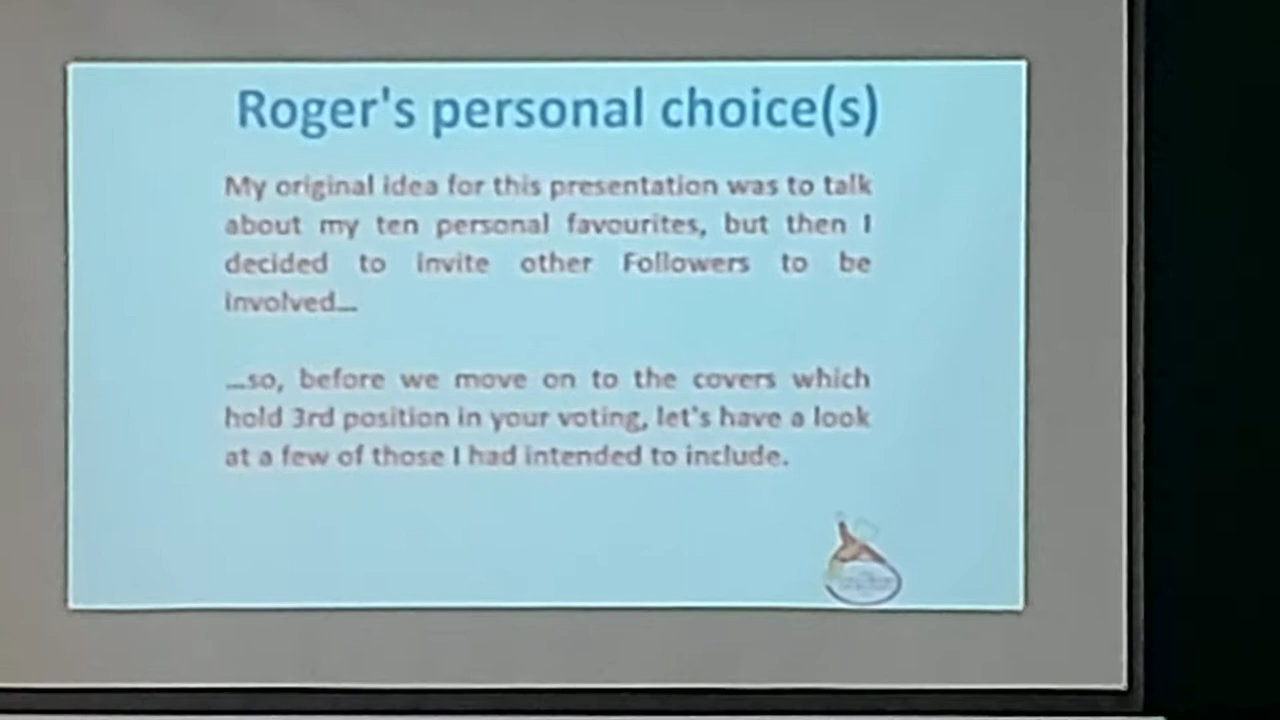 Roger's personal choice(s)
My original idea for this presentation was to talk
about my ten personal favourites, but then I
decided to invite other Followers to be
involved...
...so, before we move on to the covers which
hold 3rd position in your voting, let's have a look
at a few of those I had intended to include.